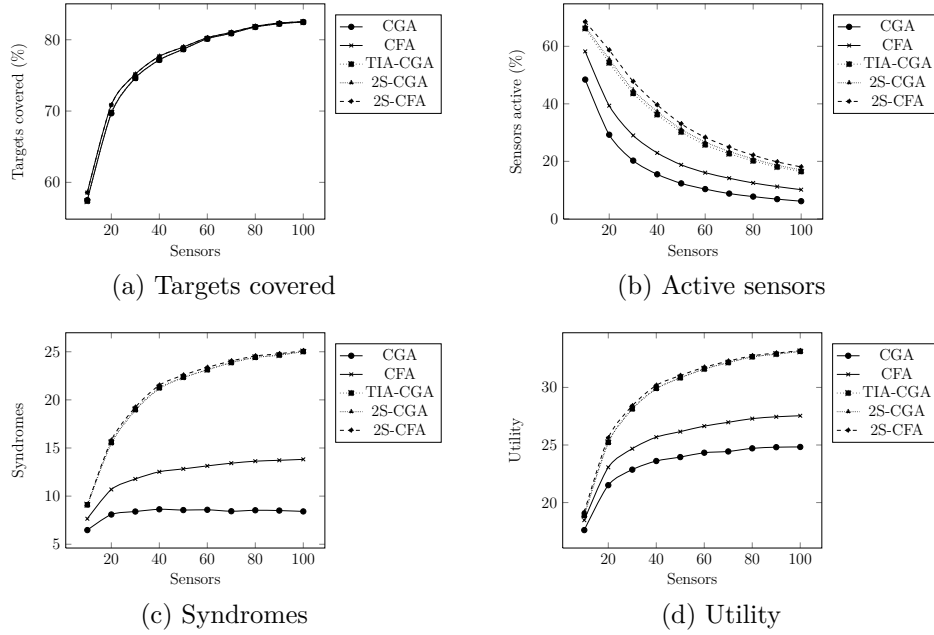 Targets covered (%)
80
70
60
20 40 60 80 100
Sensors
CGA
CFA
TIA-CGA
2S-CGA
2S-CFA
(a) Targets covered
Sensors active (%)
60
40
20
0
20 40 60 80 100
Sensors
CGA
CFA
TIA-CGA
2S-CGA
2S-CFA
(b) Active sensors
Syndromes
25
20
15
10
5
20 40 60 80 100
Sensors
CGA
CFA
TIA-CGA
2S-CGA
2S-CFA
(c) Syndromes
Utility
30
25
20
20 40 60 80 100
Sensors
CGA
CFA
TIA-CGA
2S-CGA
2S-CFA
(d) Utility